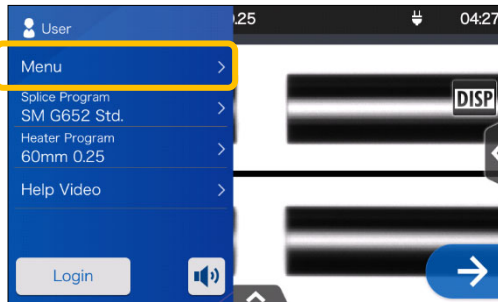 User
.25
04:27
Menu
Splice Program
SM G652 Std.
DISP
Heater Program
60mm 0.25
Help Video
Login